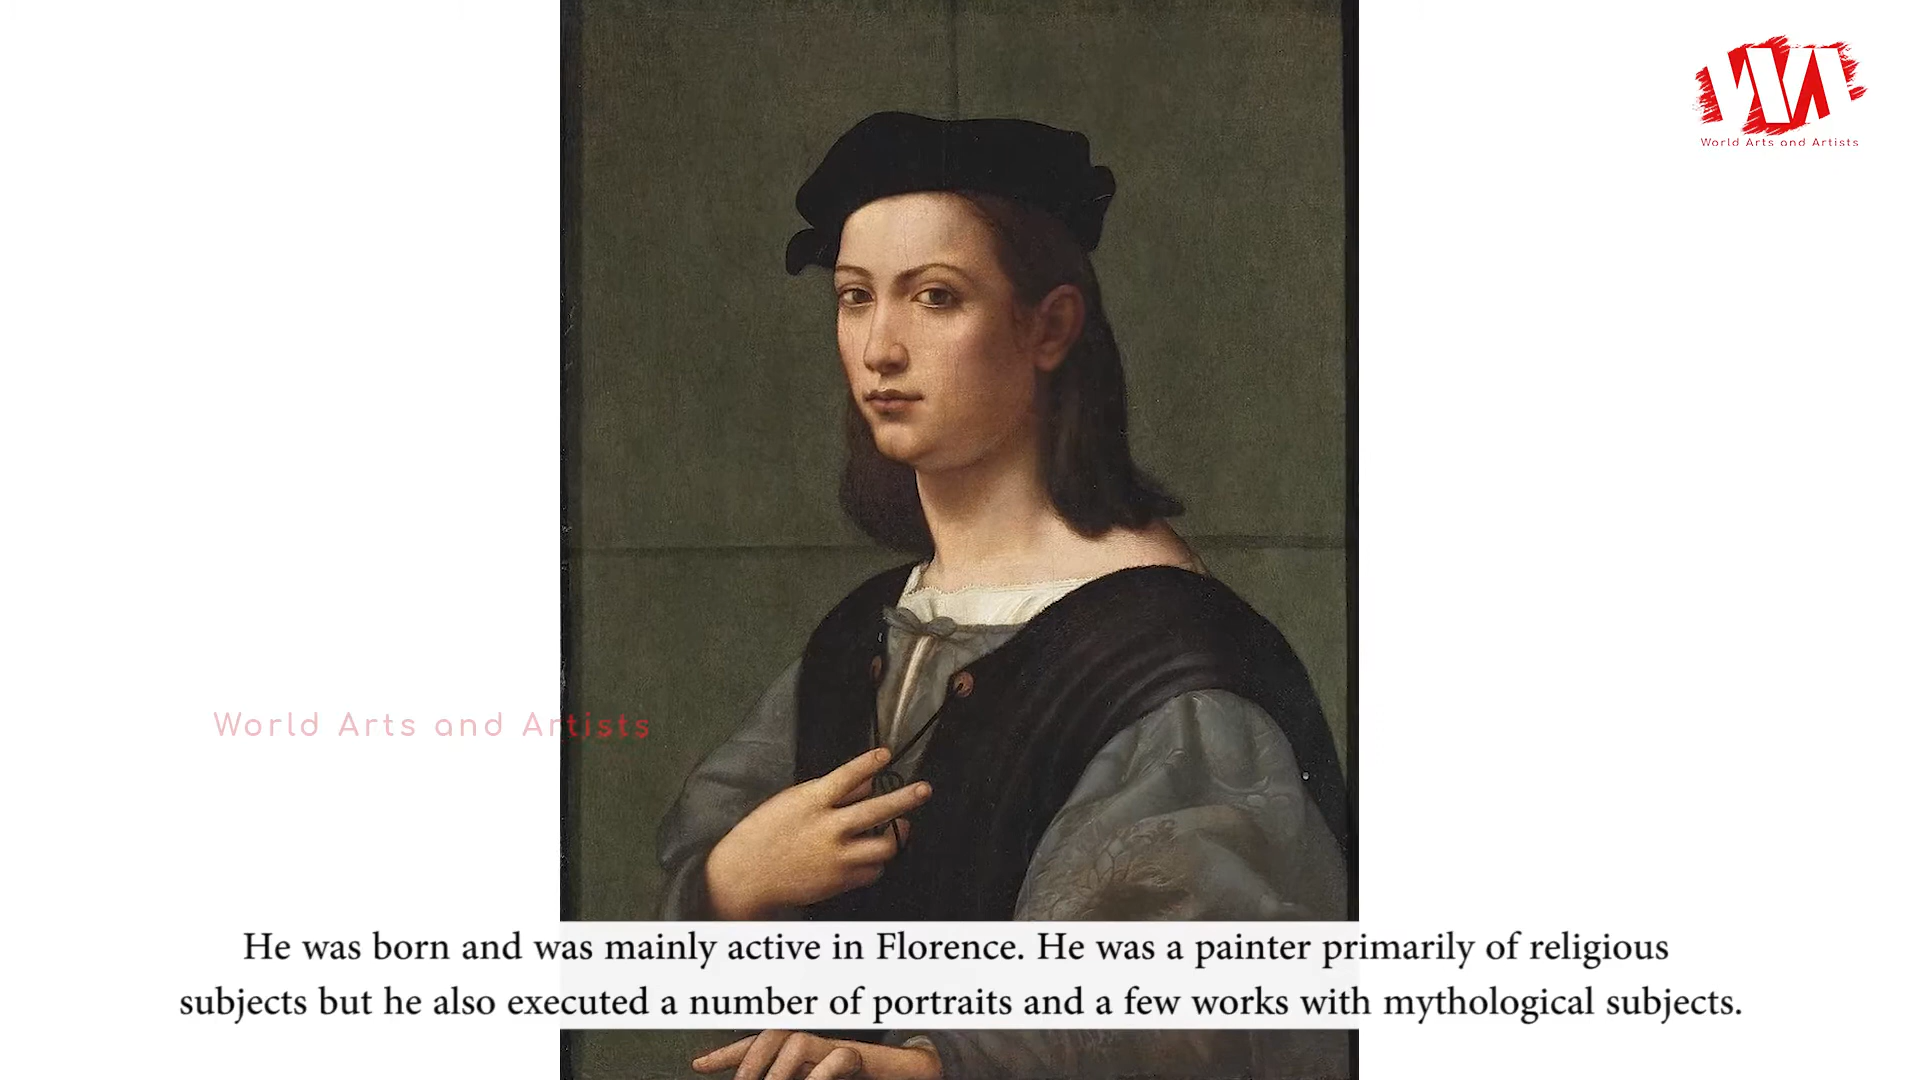 World Arts and Artists
World Arts and Artists
He was born and was mainly active in Florence. He was a painter primarily of religious
subjects but he also executed a number of portraits and a few works with mythological subjects.